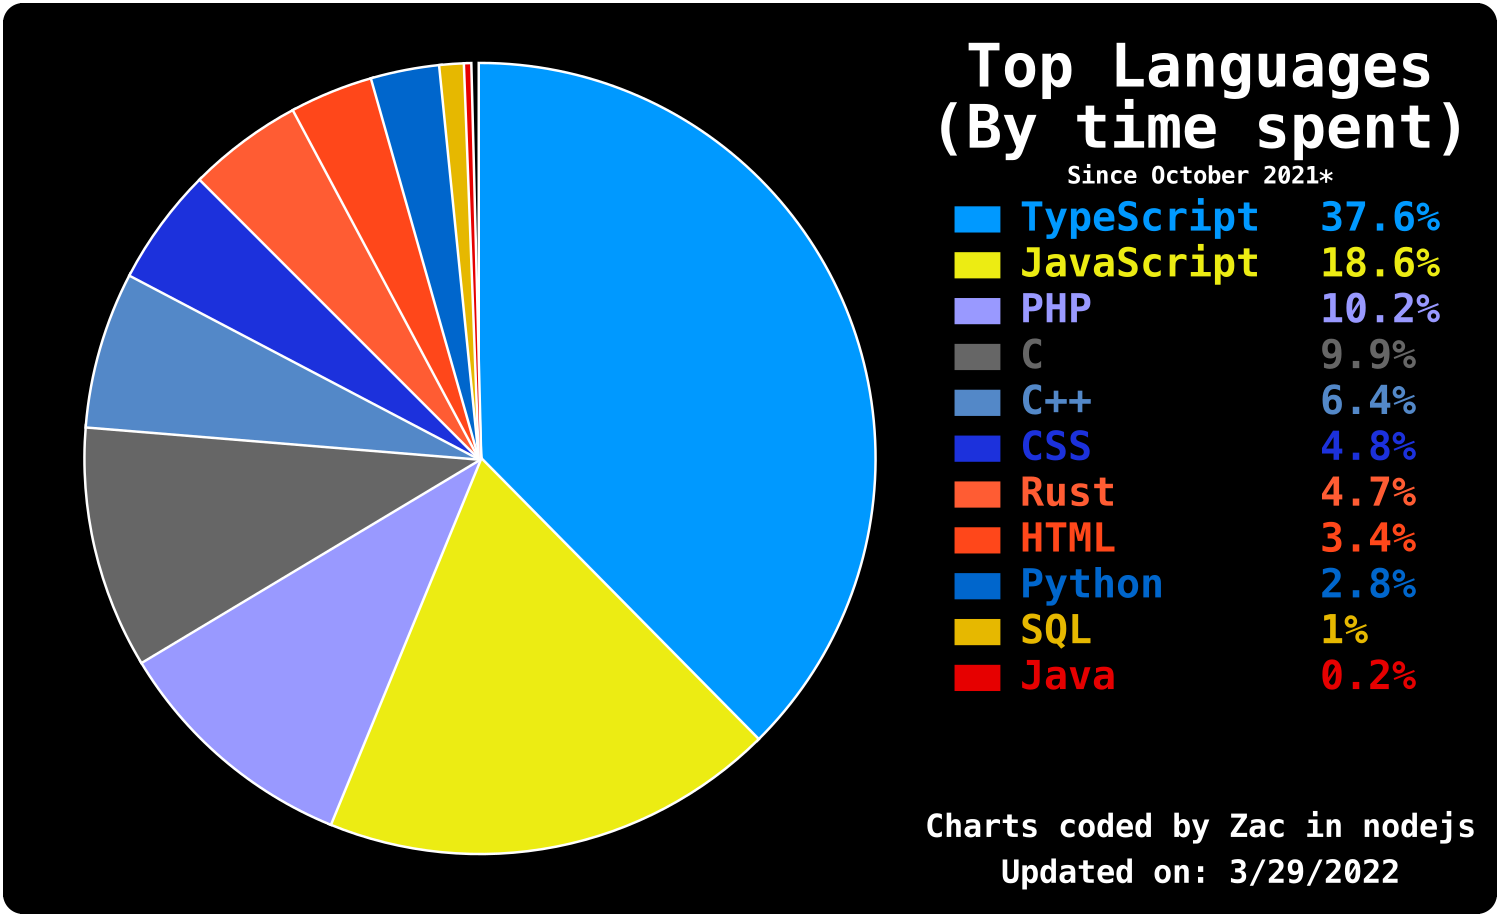 Top Languages
(By time spent)
Since October 2021*
TypeScript 37.6%
JavaScript 18.6%
PHP 10.2%
C 9.9%
C++ 6.4%
CSS 4.8%
Rust 4.7%
HTML 3.4%
Python 2.8%
SQL 1%
Java 0.2%
Charts coded by Zac in nodejs
Updated on: 3/29/2022